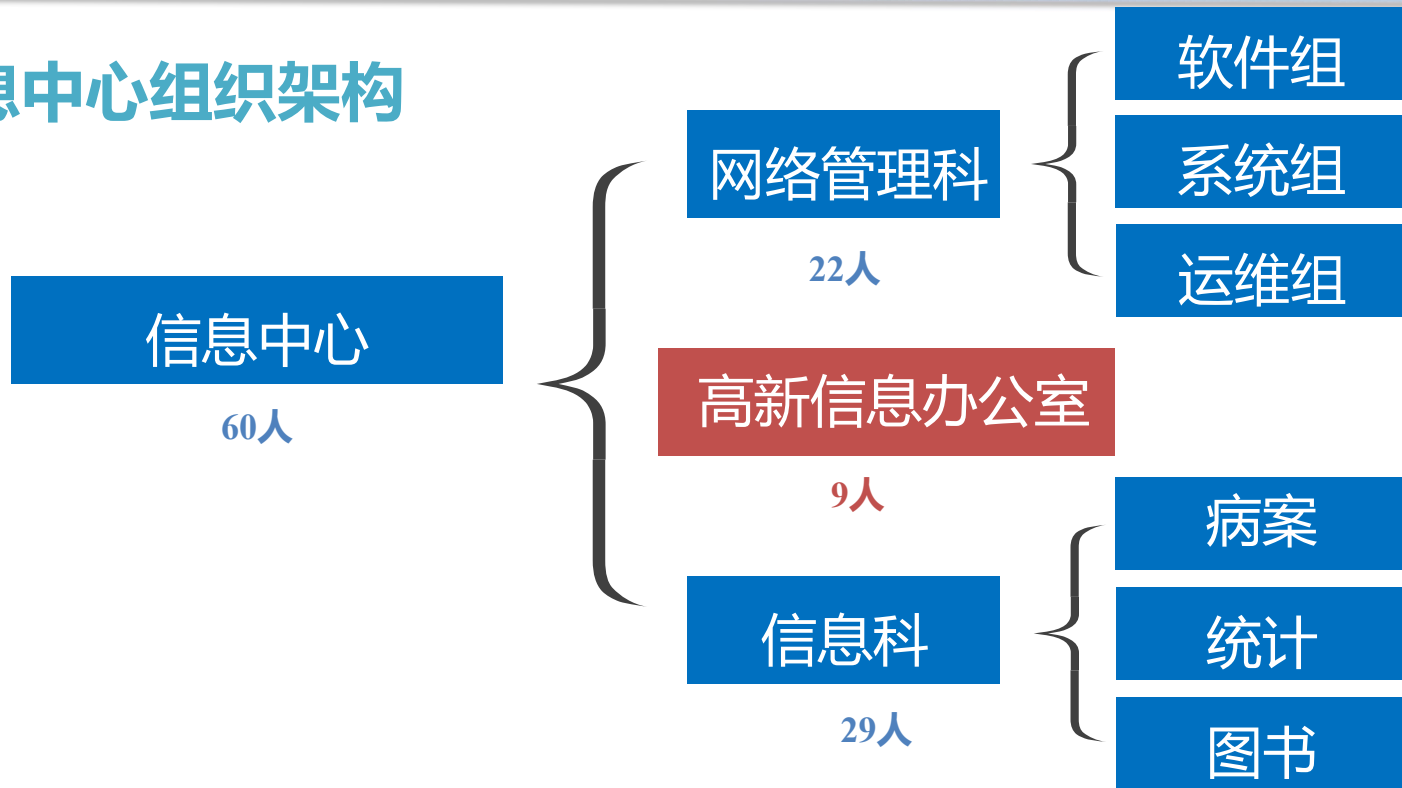 息中心组织架构
信息中心
60人
网络管理科
22人
软件组
系统组
运维组
高新信息办公室
9人
信息科
29人
病案
统计
图书